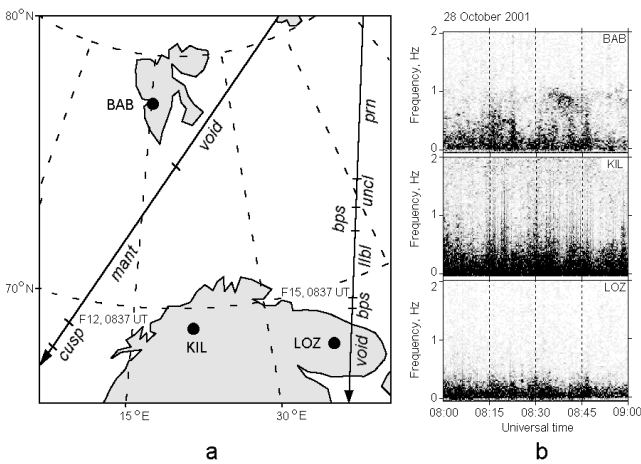 80°N
70°N
15°E
30°E
BAB
KIL
LOZ
void
mant
cusp
F12, 0837 UT
F15, 0837 UT
prn
uncl
bps
llbl
bps
void
a
28 October 2001
BAB
Frequency, Hz
2
1
0
KIL
Frequency, Hz
2
1
0
LOZ
Frequency, Hz
2
1
0
08:00 08:15 08:30 08:45 09:00
Universal time
b